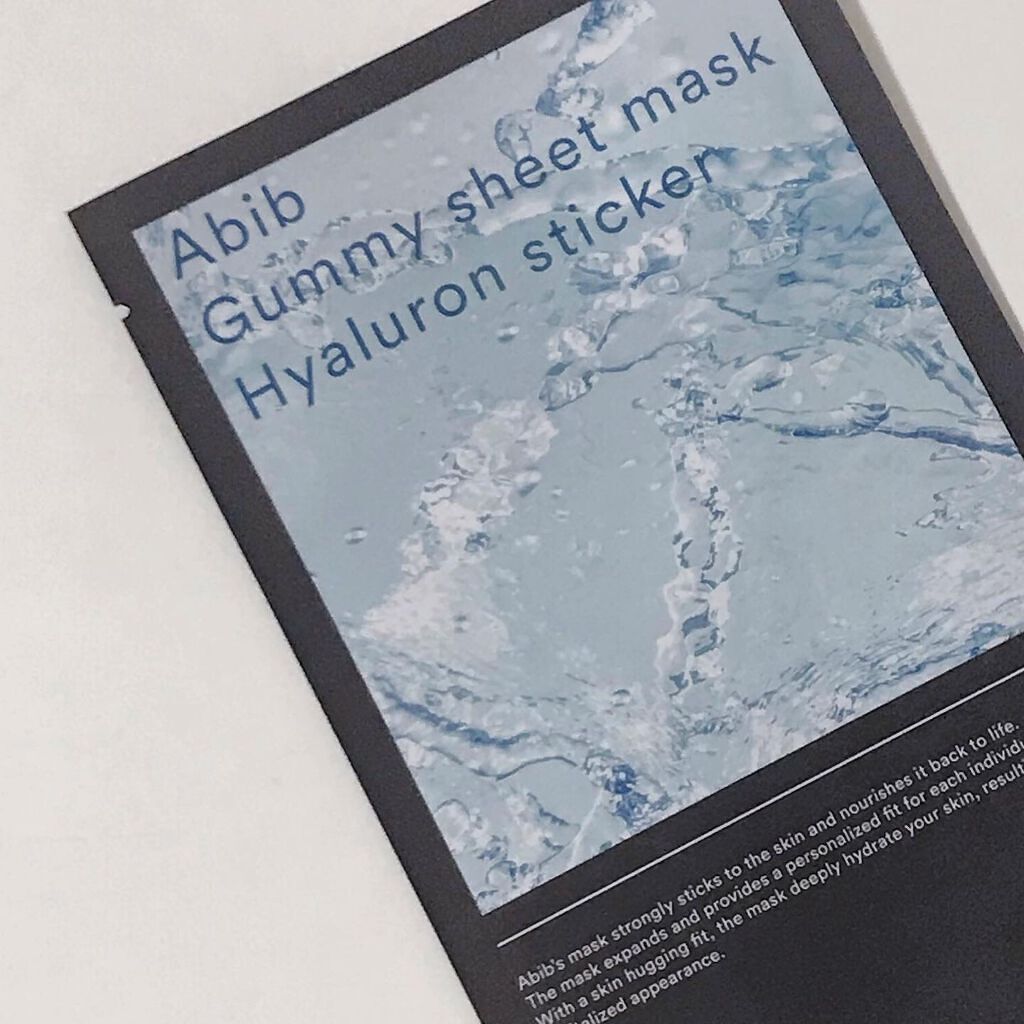 Abib
Gummy sheet mask
Hyaluron sticker
Abib's mask strongly sticks to the skin and nourishes it back to life.
The mask expands and provides a personalized fit for each
With a skin hugging fit, the mask deeply hydrate your skin,
appearance.